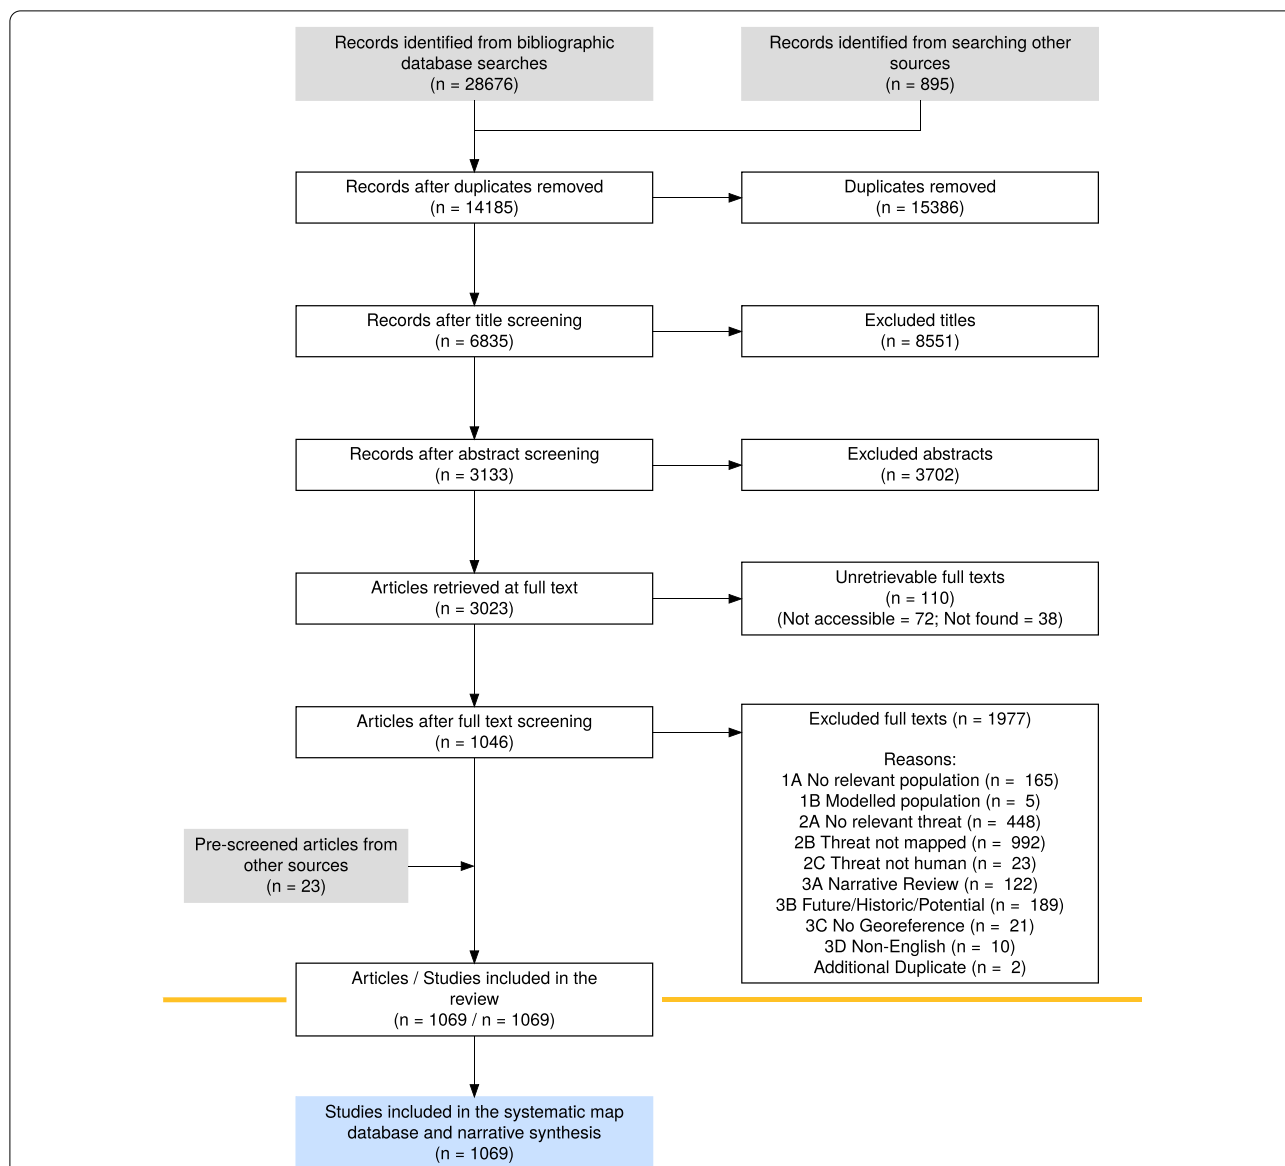 Records identified from bibliographic
database searches
(n = 28676)
Records identified from searching other
sources
(n = 895)
Records after duplicates removed
(n = 14185)
Duplicates removed
(n = 15386)
Records after title screening
(n = 6835)
Excluded titles
(n = 8551)
Records after abstract screening
(n = 3133)
Excluded abstracts
(n = 3702)
Articles retrieved at full text
(n = 3023)
Unretrievable full texts
(n = 110)
(Not accessible = 72; Not found = 38)
Articles after full text screening
(n = 1046)
Excluded full texts (n = 1977)
Reasons:
1A No relevant population (n =  165)
1B Modelled population (n =  5)
2A No relevant threat (n =  448)
2B Threat not mapped (n =  992)
2C Threat not human (n =  23)
3A Narrative Review (n =  122)
3B Future/Historic/Potential (n =  189)
3C No Georeference (n =  21)
3D Non-English (n =  10)
Additional Duplicate (n =  2)
Pre-screened articles from
other sources
(n = 23)
Articles / Studies included in the
review
(n = 1069 / n = 1069)
Studies included in the systematic map
database and narrative synthesis
(n = 1069)